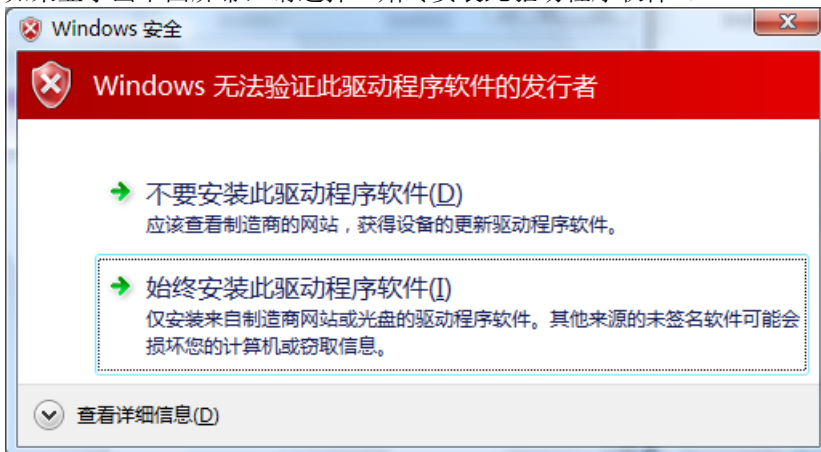 Windows 安全
Windows 无法验证此驱动程序软件的发行者
不要安装此驱动程序软件(D)
应该查看制造商的网站，获得设备的更新驱动程序软件。
始终安装此驱动程序软件(I)
仅安装来自制造商网站或光盘的驱动程序软件。其他来源的未签名软件可能会
损坏您的计算机或窃取信息。
查看详细信息(D)